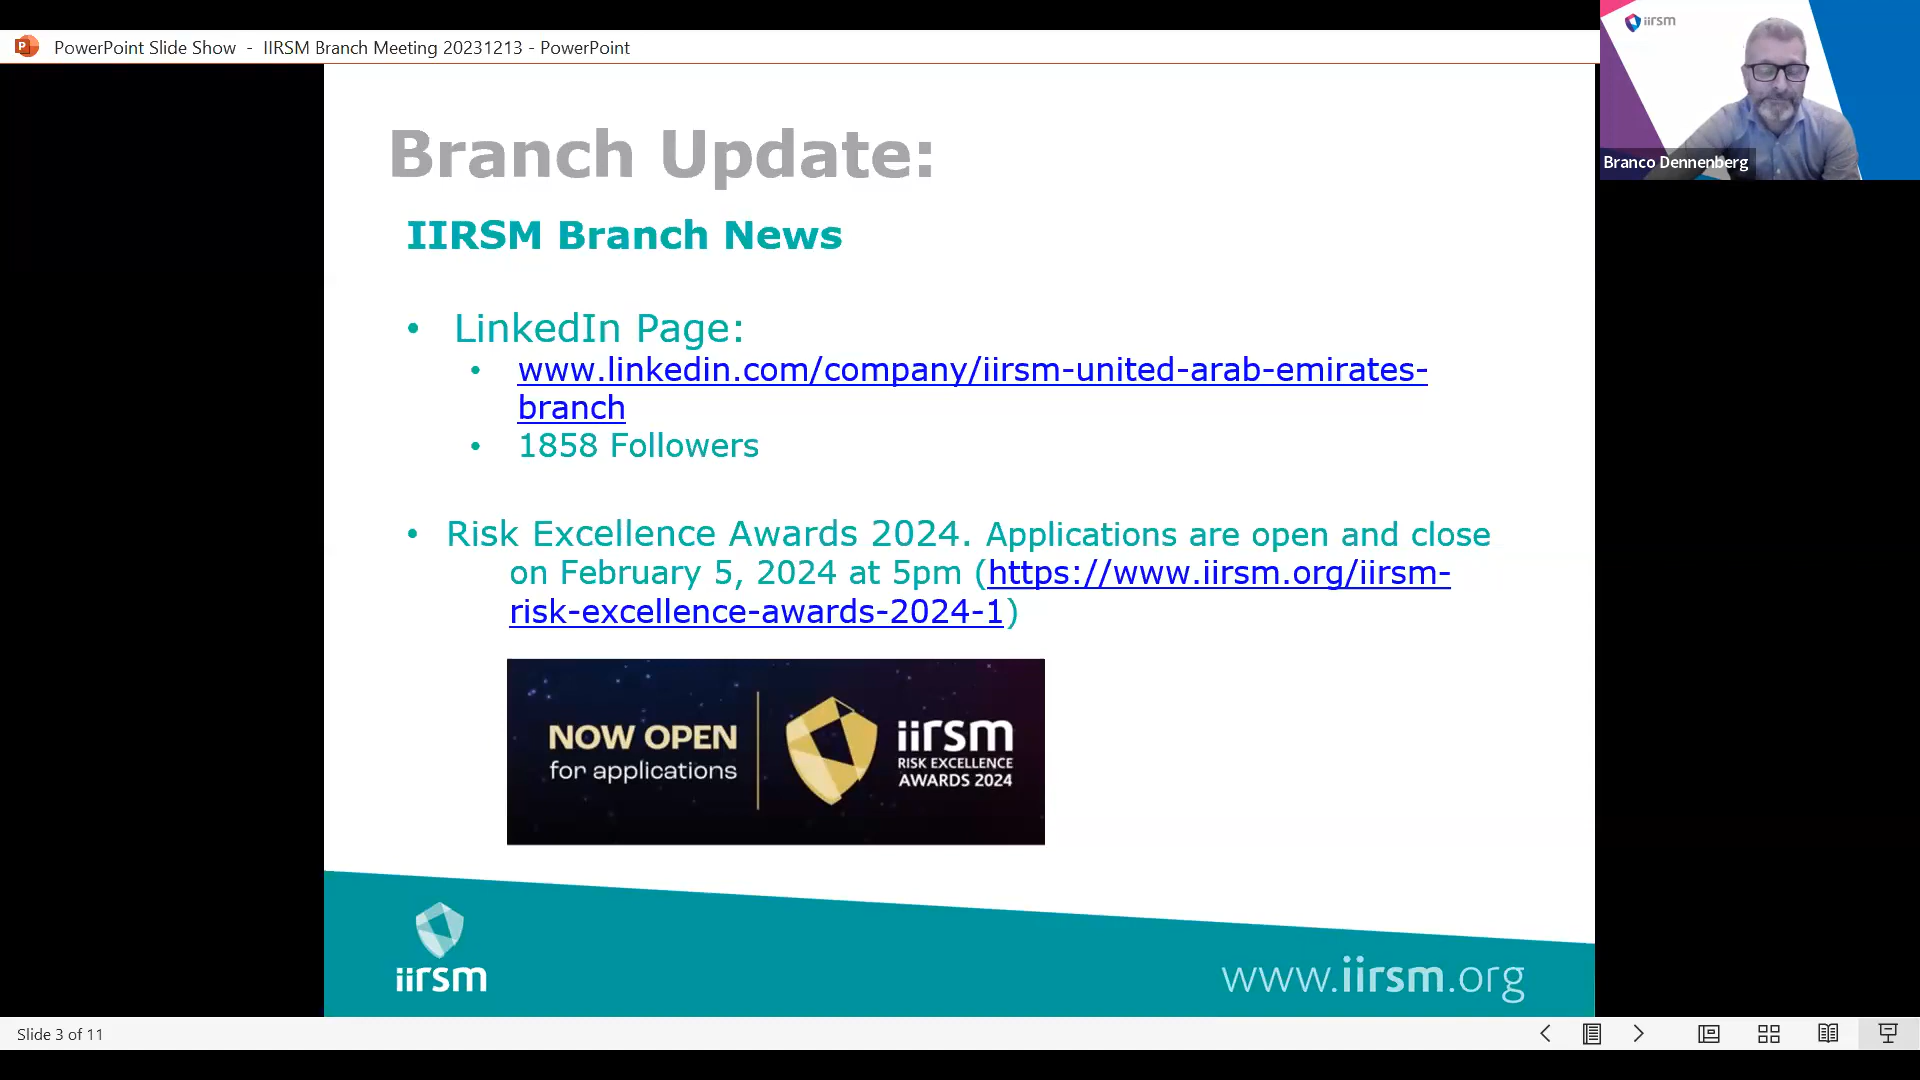 PowerPoint Slide Show - IIRSM Branch Meeting 20231213 - PowerPoint
iirsm
Branco Dennenberg
Branch Update:
IIRSM Branch News
• LinkedIn Page:
• www.linkedin.com/company/iirsm-united-arab-emirates-
branch
• 1858 Followers
• Risk Excellence Awards 2024. Applications are open and close
on February 5, 2024 at 5pm (https://www.iirsm.org/iirsm-
risk-excellence-awards-2024-1)
NOW OPEN
for applications
iirsm
RISK EXCELLENCE
AWARDS 2024
iirsm
www.iirsm.org
Slide 3 of 11